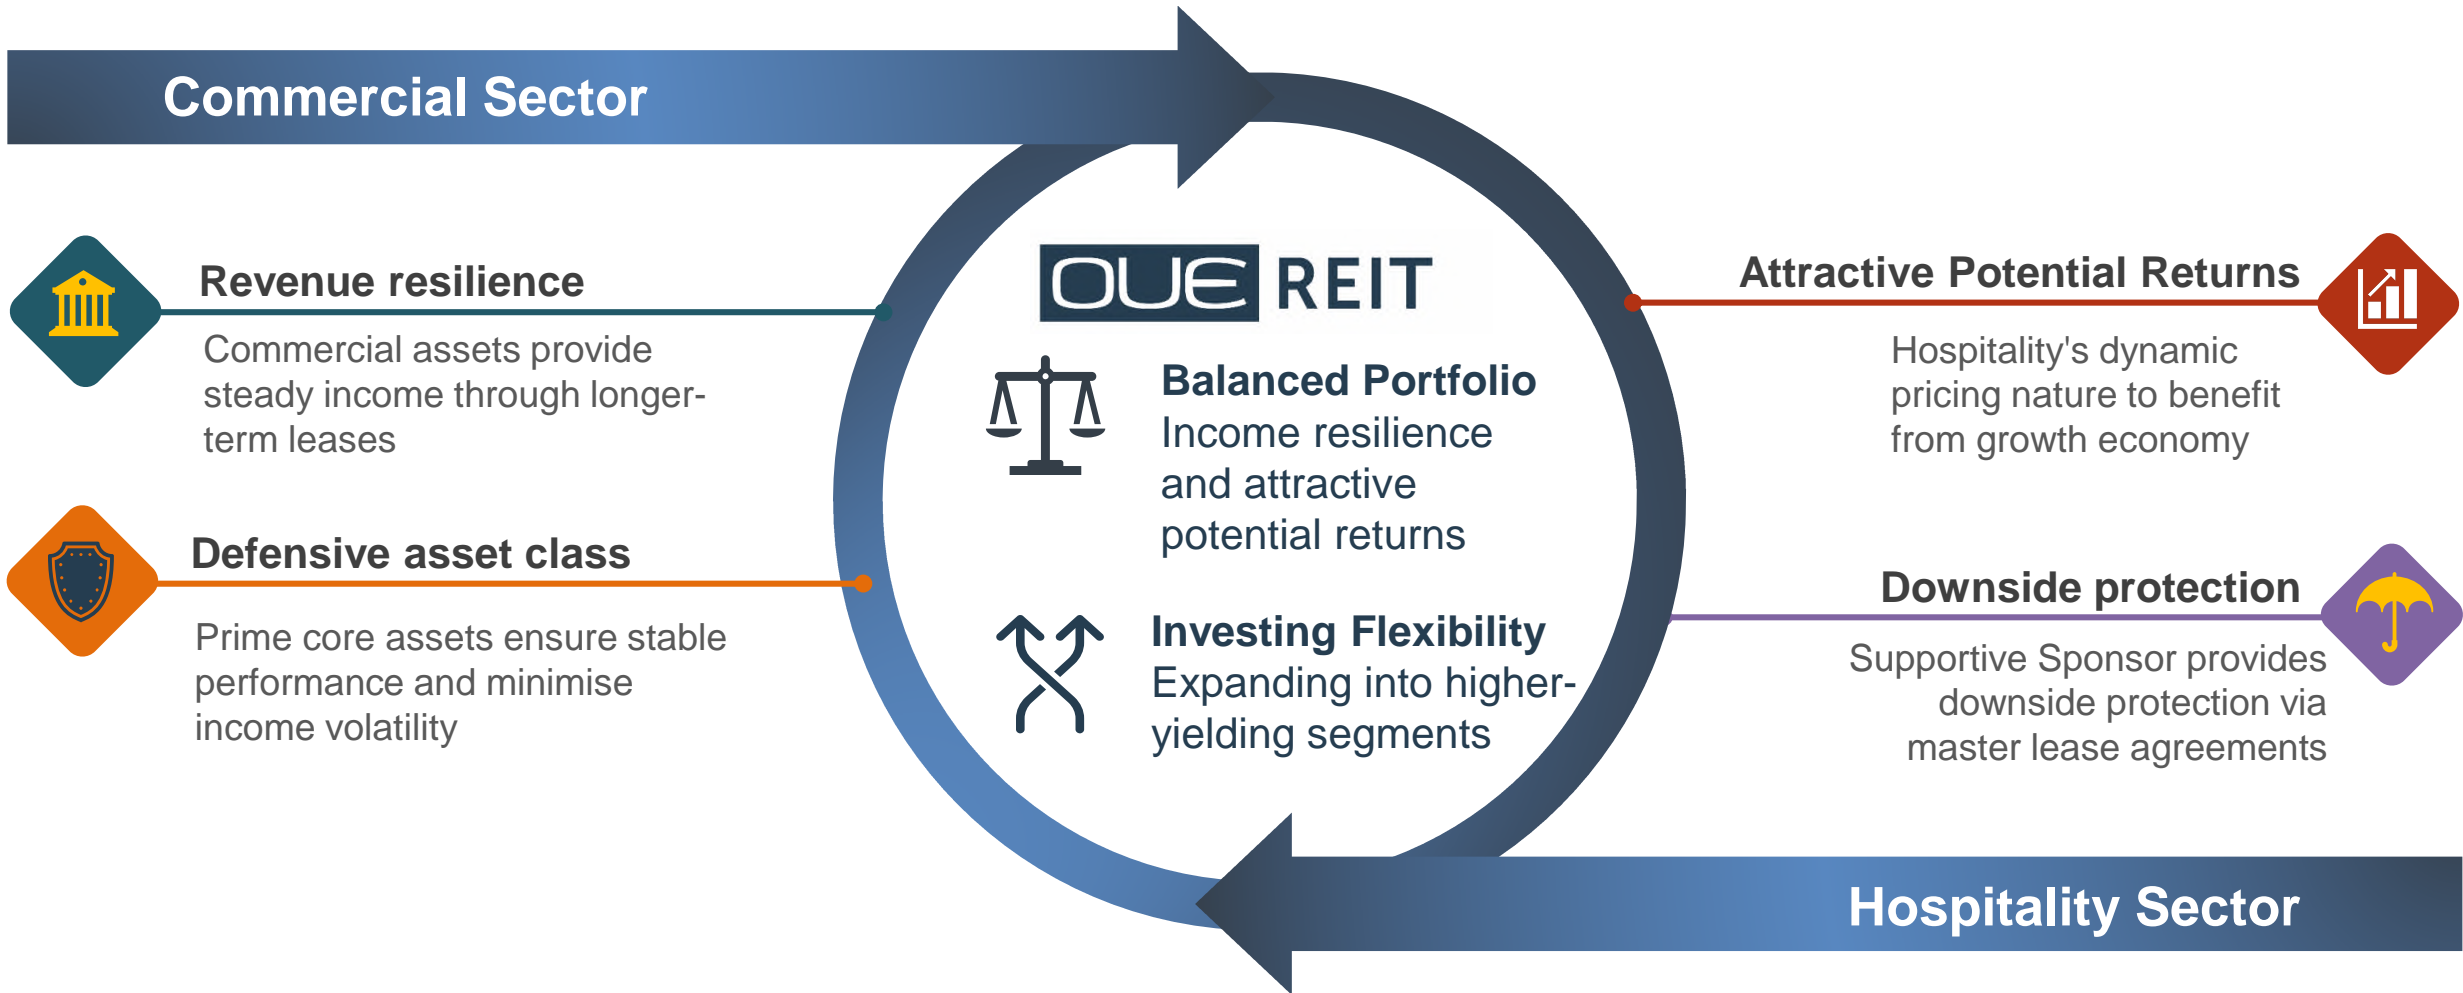 Commercial Sector
Revenue resilience
Commercial assets provide
steady income through longer-
term leases
Defensive asset class
Prime core assets ensure stable
performance and minimise
income volatility
OUE REIT
Balanced Portfolio
Income resilience
and attractive
potential returns
Investing Flexibility
Expanding into higher-
yielding segments
Attractive Potential Returns
Hospitality's dynamic
pricing nature to benefit
from growth economy
Downside protection
Supportive Sponsor provides
downside protection via
master lease agreements
Hospitality Sector